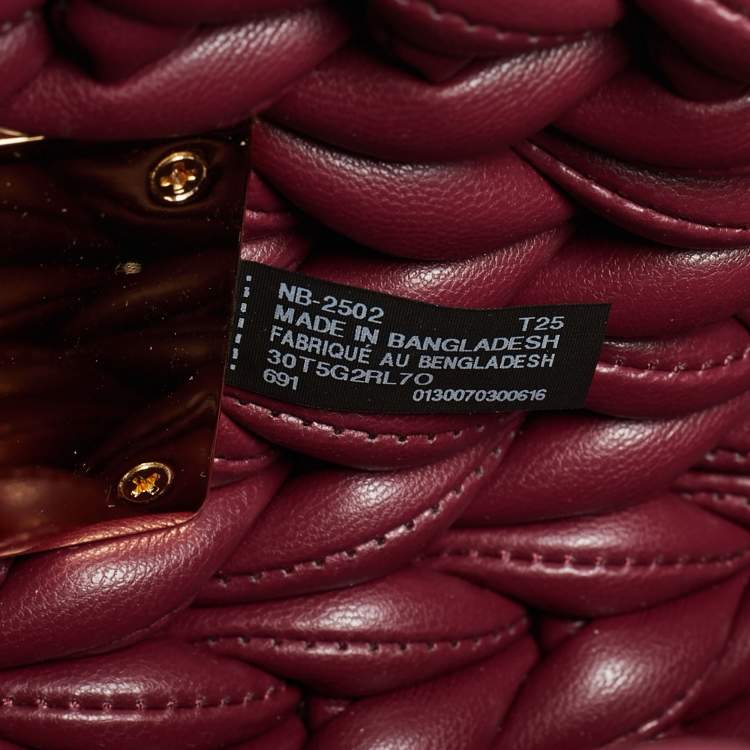 NB-2502 T25
MADE IN BANGLADESH
FABRIQUÉ AU BENGLADESH
30T5G2RL7O
691 0130070300616